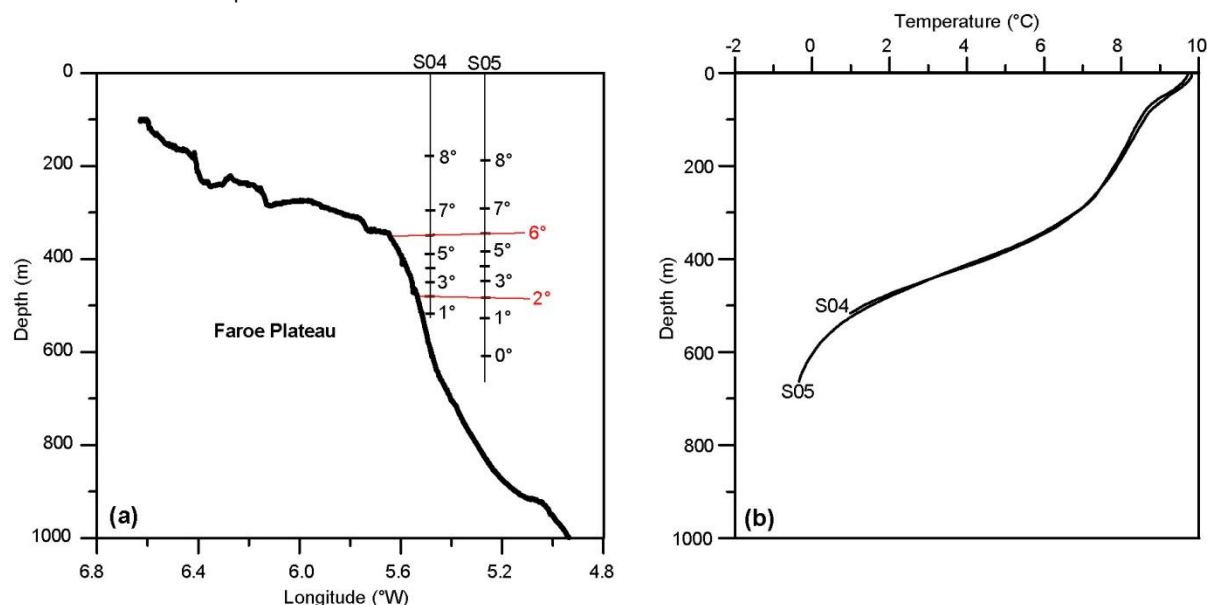 Temperature (°C)
-2 0 2 4 6 8 10
S04 S05
0
200
400
600
800
1000
Depth (m)
8° 8°
7° 7°
6°
5° 5°
3° 3°
2°
1° 1°
0°
Faroe Plateau
(a)
6.8 6.4 6.0 5.6 5.2 4.8
Longitude (°W)
0
200
400
600
800
1000
Depth (m)
S04
S05
(b)